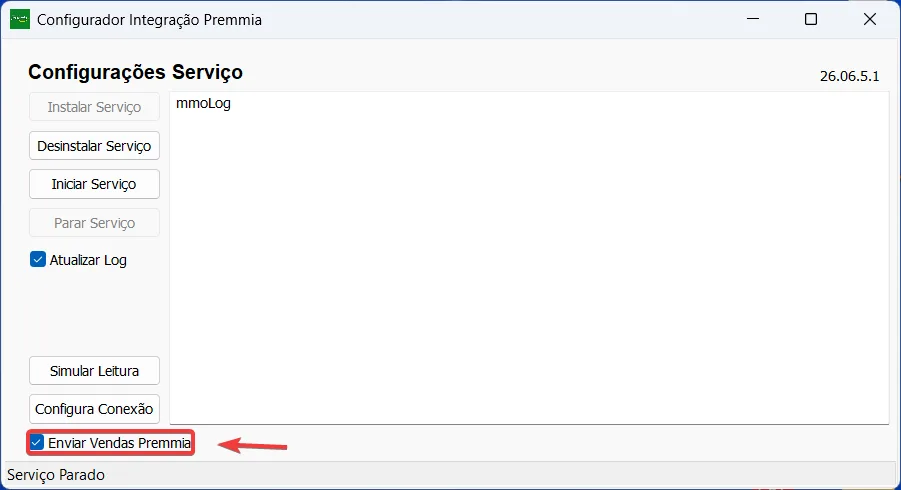 Configurador Integração Premmia
Configurações Serviço
26.06.5.1
Instalar Serviço
mmoLog
Desinstalar Serviço
Iniciar Serviço
Parar Serviço
Atualizar Log
Simular Leitura
Configura Conexão
Enviar Vendas Premmia
Serviço Parado